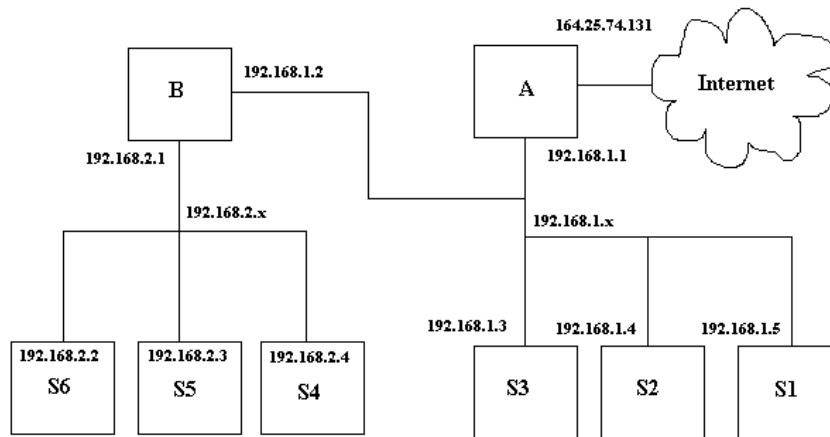 164.25.74.131
192.168.1.2
B
A
Internet
192.168.2.1
192.168.1.1
192.168.2.x
192.168.1.x
192.168.1.3
192.168.1.4
192.168.1.5
192.168.2.2
192.168.2.3
192.168.2.4
S6
S5
S4
S3
S2
S1